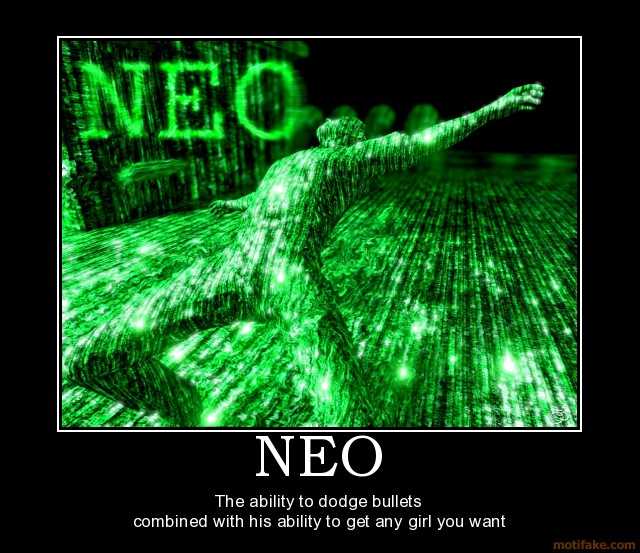 NEO
NEO
The ability to dodge bullets
combined with his ability to get any girl you want
motifake.com